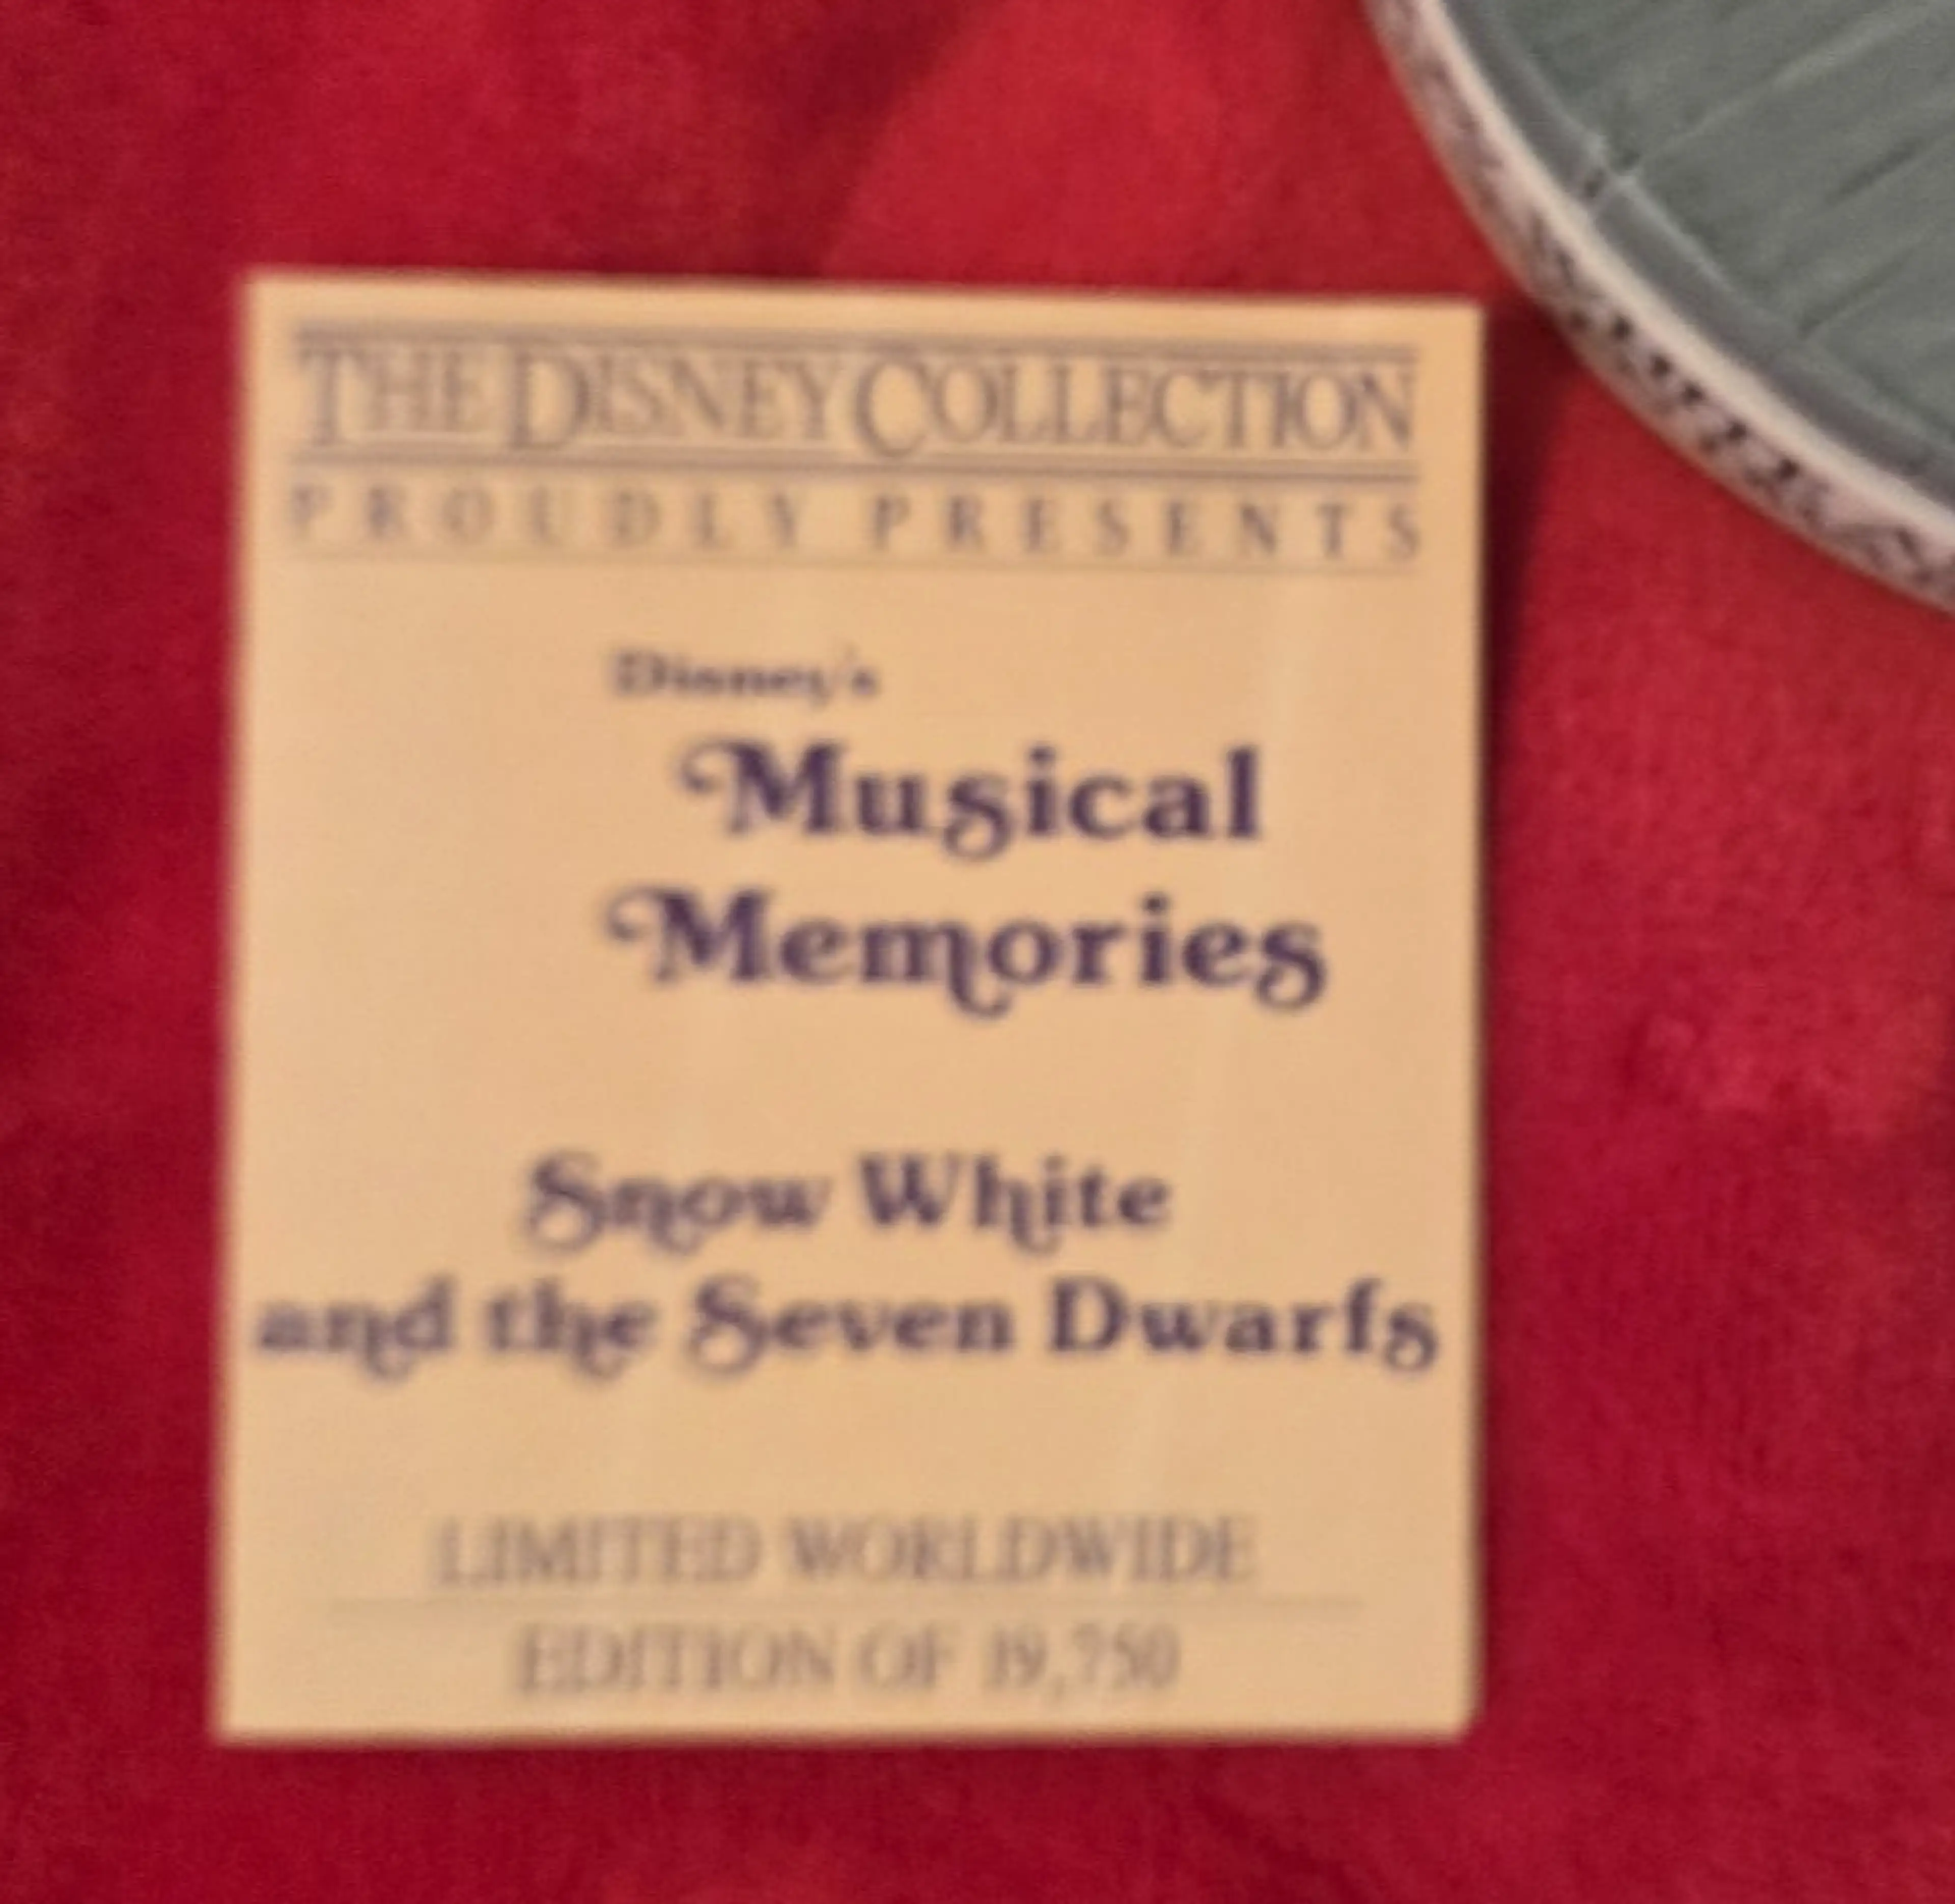 THE DISNEY COLLECTION
PROUDLY PRESENTS
Disney's
Musical
Memories
Snow White
and the Seven Dwarfs
LIMITED WORLDWIDE
EDITION OF 19,750